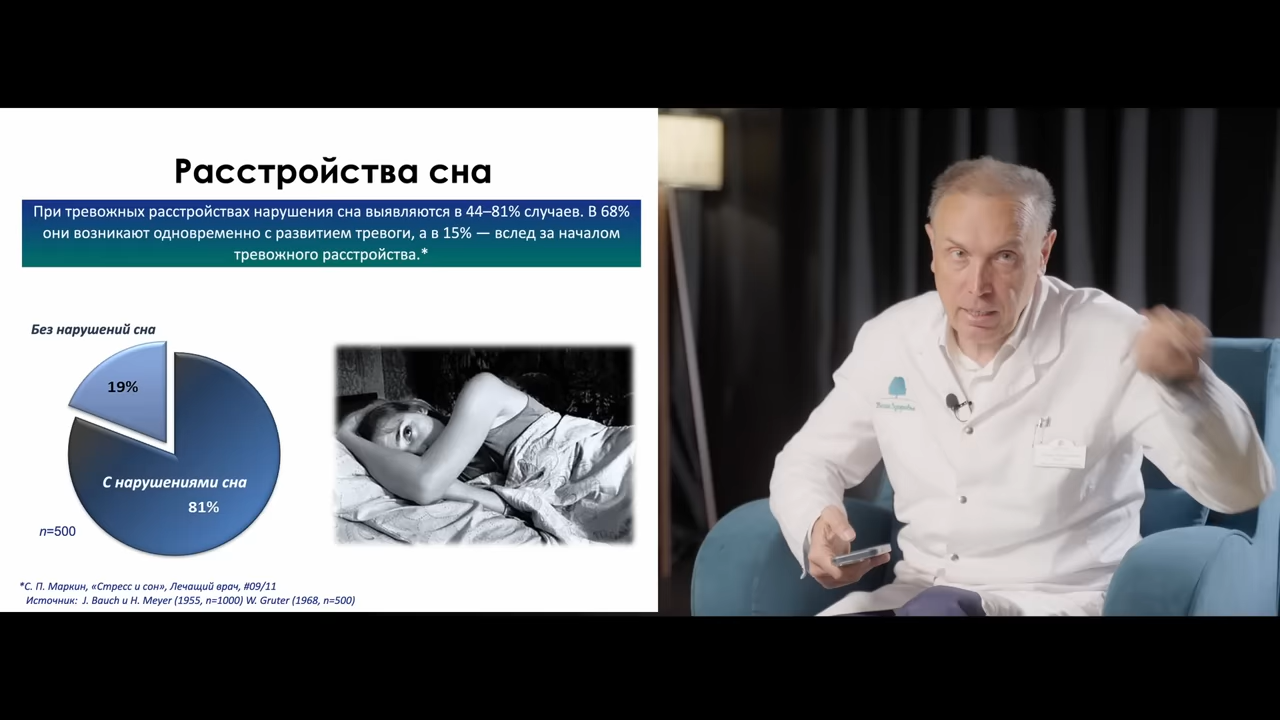 Расстройства сна
При тревожных расстройствах нарушения сна выявляются в 44–81% случаев. В 68%
они возникают одновременно с развитием тревоги, а в 15% — вслед за началом
тревожного расстройства.*
Без нарушений сна
19%
С нарушениями сна
81%
n=500
*С. П. Маркин, «Стресс и сон», Лечащий врач, #09/11
Источник: J. Bauch и H. Meyer (1955, n=1000) W. Gruter (1968, n=500)